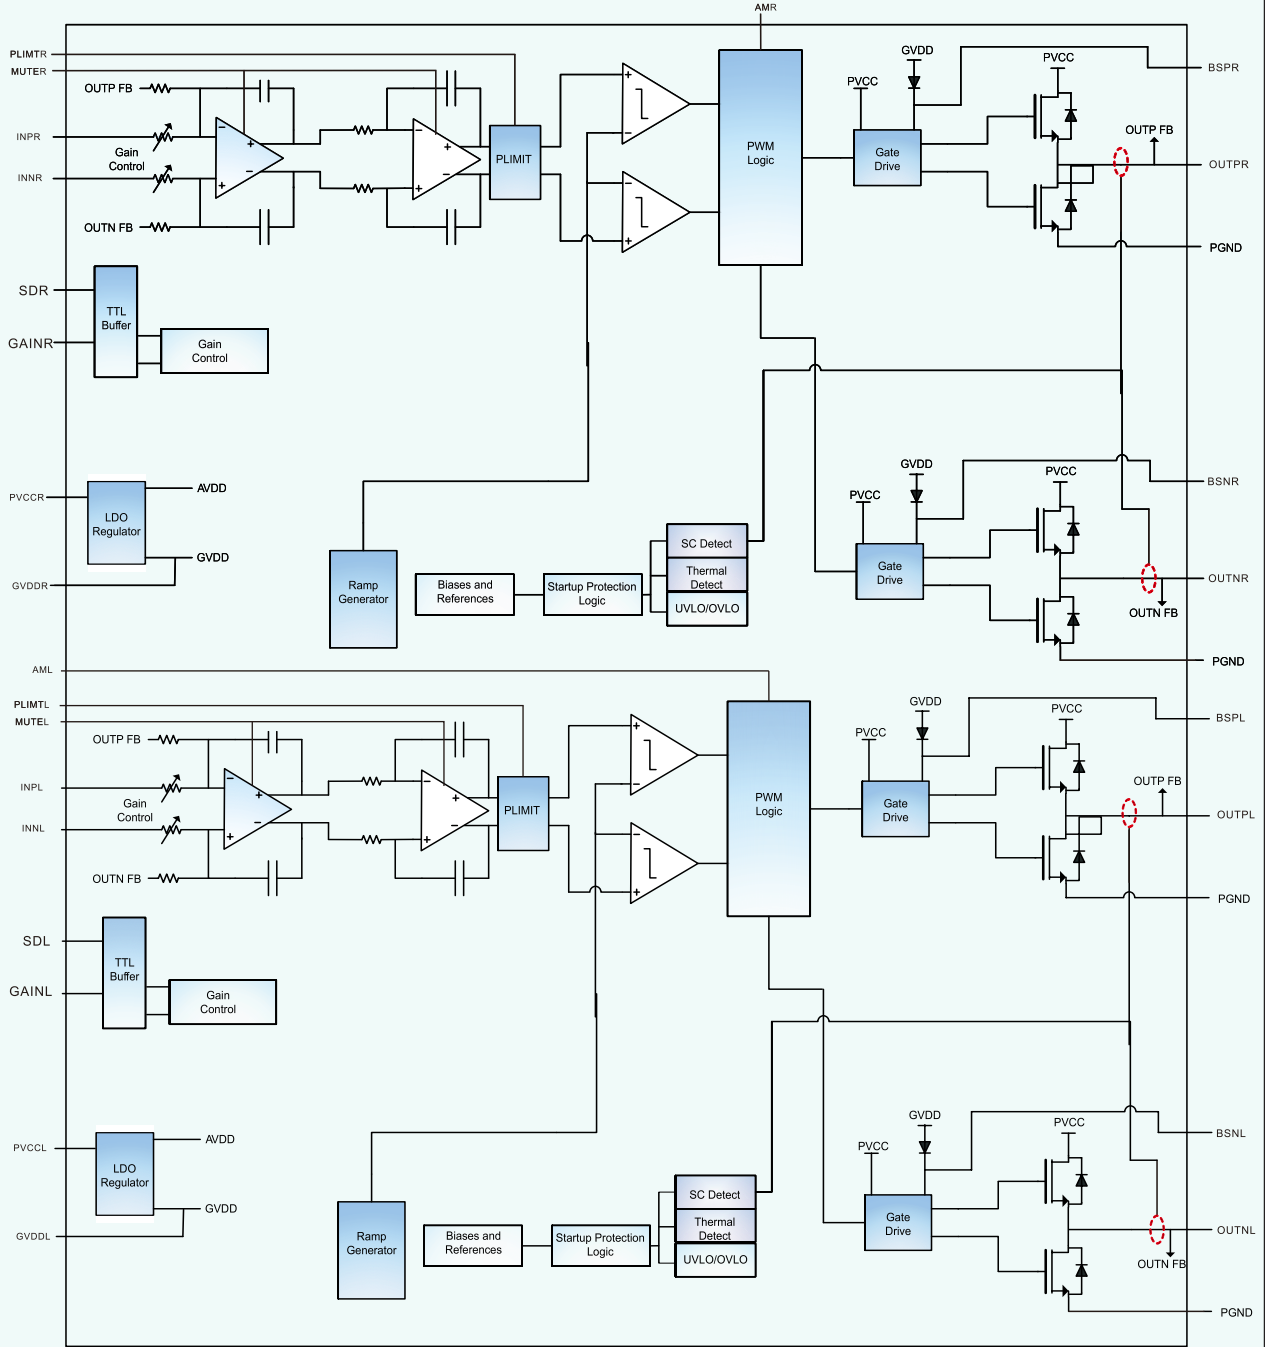 AMR
PLIMTR
MUTER
OUTP FB
INPR
Gain
Control
INNR
OUTN FB
PLIMIT
PWM
Logic
PVCC
GVDD
Gate
Drive
PVCC
BSPR
OUTP FB
OUTPR
PGND
SDR
TTL
Buffer
GAINR
Gain
Control
PVCCR
LDO
Regulator
AVDD
GVDD
GVDDR
Ramp
Generator
Biases and
References
Startup Protection
Logic
SC Detect
Thermal
Detect
UVLO/OVLO
GVDD
PVCC
Gate
Drive
PVCC
BSNR
OUTNR
OUTN FB
PGND
AML
PLIMTL
MUTEL
OUTP FB
INPL
Gain
Control
INNL
OUTN FB
PLIMIT
PWM
Logic
GVDD
PVCC
Gate
Drive
PVCC
BSPL
OUTP FB
OUTPL
PGND
SDL
TTL
Buffer
GAINL
Gain
Control
PVCCL
LDO
Regulator
AVDD
GVDD
GVDDL
Ramp
Generator
Biases and
References
Startup Protection
Logic
SC Detect
Thermal
Detect
UVLO/OVLO
GVDD
PVCC
Gate
Drive
PVCC
BSNL
OUTNL
OUTN FB
PGND